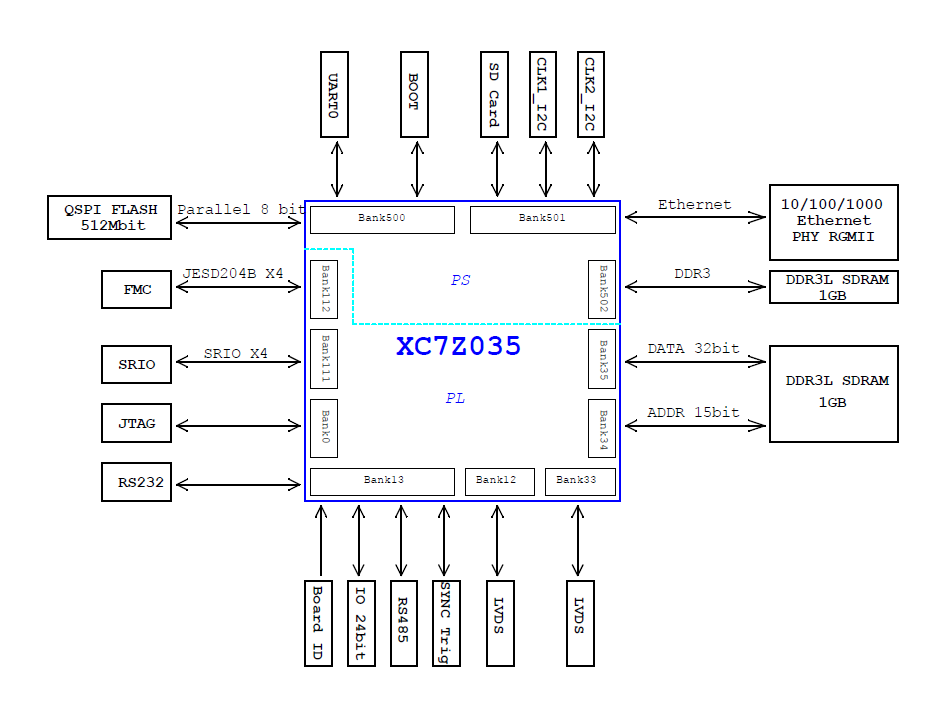 UART0
BOOT
SD Card
CLK1_I2C
CLK2_I2C
QSPI FLASH
512Mbit
Parallel 8 bit
Bank500
Bank501
Ethernet
10/100/1000
Ethernet
PHY RGMII
FMC
JESD204B X4
Bank112
PS
Bank502
DDR3
DDR3L SDRAM
1GB
SRIO
SRIO X4
Bank111
XC7Z035
Bank35
DATA 32bit
DDR3L SDRAM
1GB
JTAG
Bank0
PL
Bank34
ADDR 15bit
RS232
Bank13
Bank12
Bank33
Board ID
IO 24bit
RS485
SYNC Trig
LVDS
LVDS